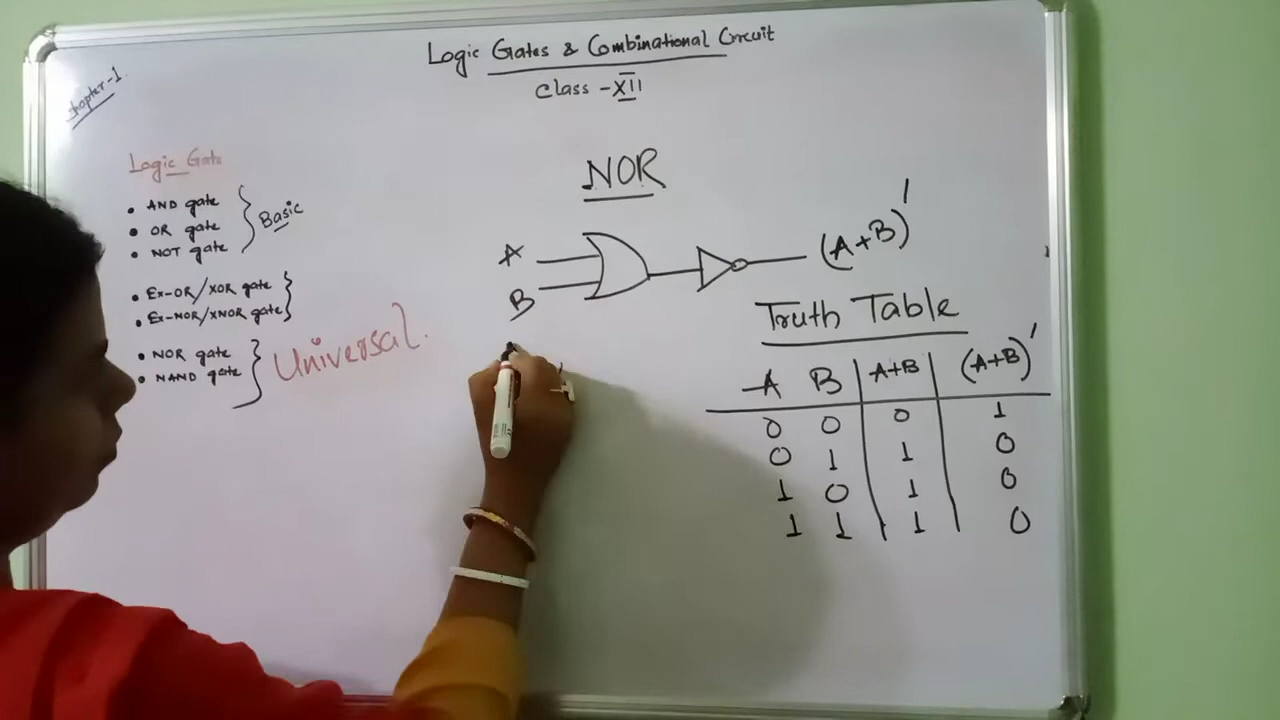 Logic Gates & Combinational Circuit
Class - XII
Chapter-1
Logic Gate
• AND gate
• OR gate
• NOT gate
Basic
• Ex-OR/XOR gate
• Ex-NOR/XNOR gate
• NOR gate
• NAND gate
Universal.
NOR
A
B
(A+B)'
Truth Table
A B A+B (A+B)'
0 0 0 1
0 1 1 0
1 0 1 0
1 1 1 0